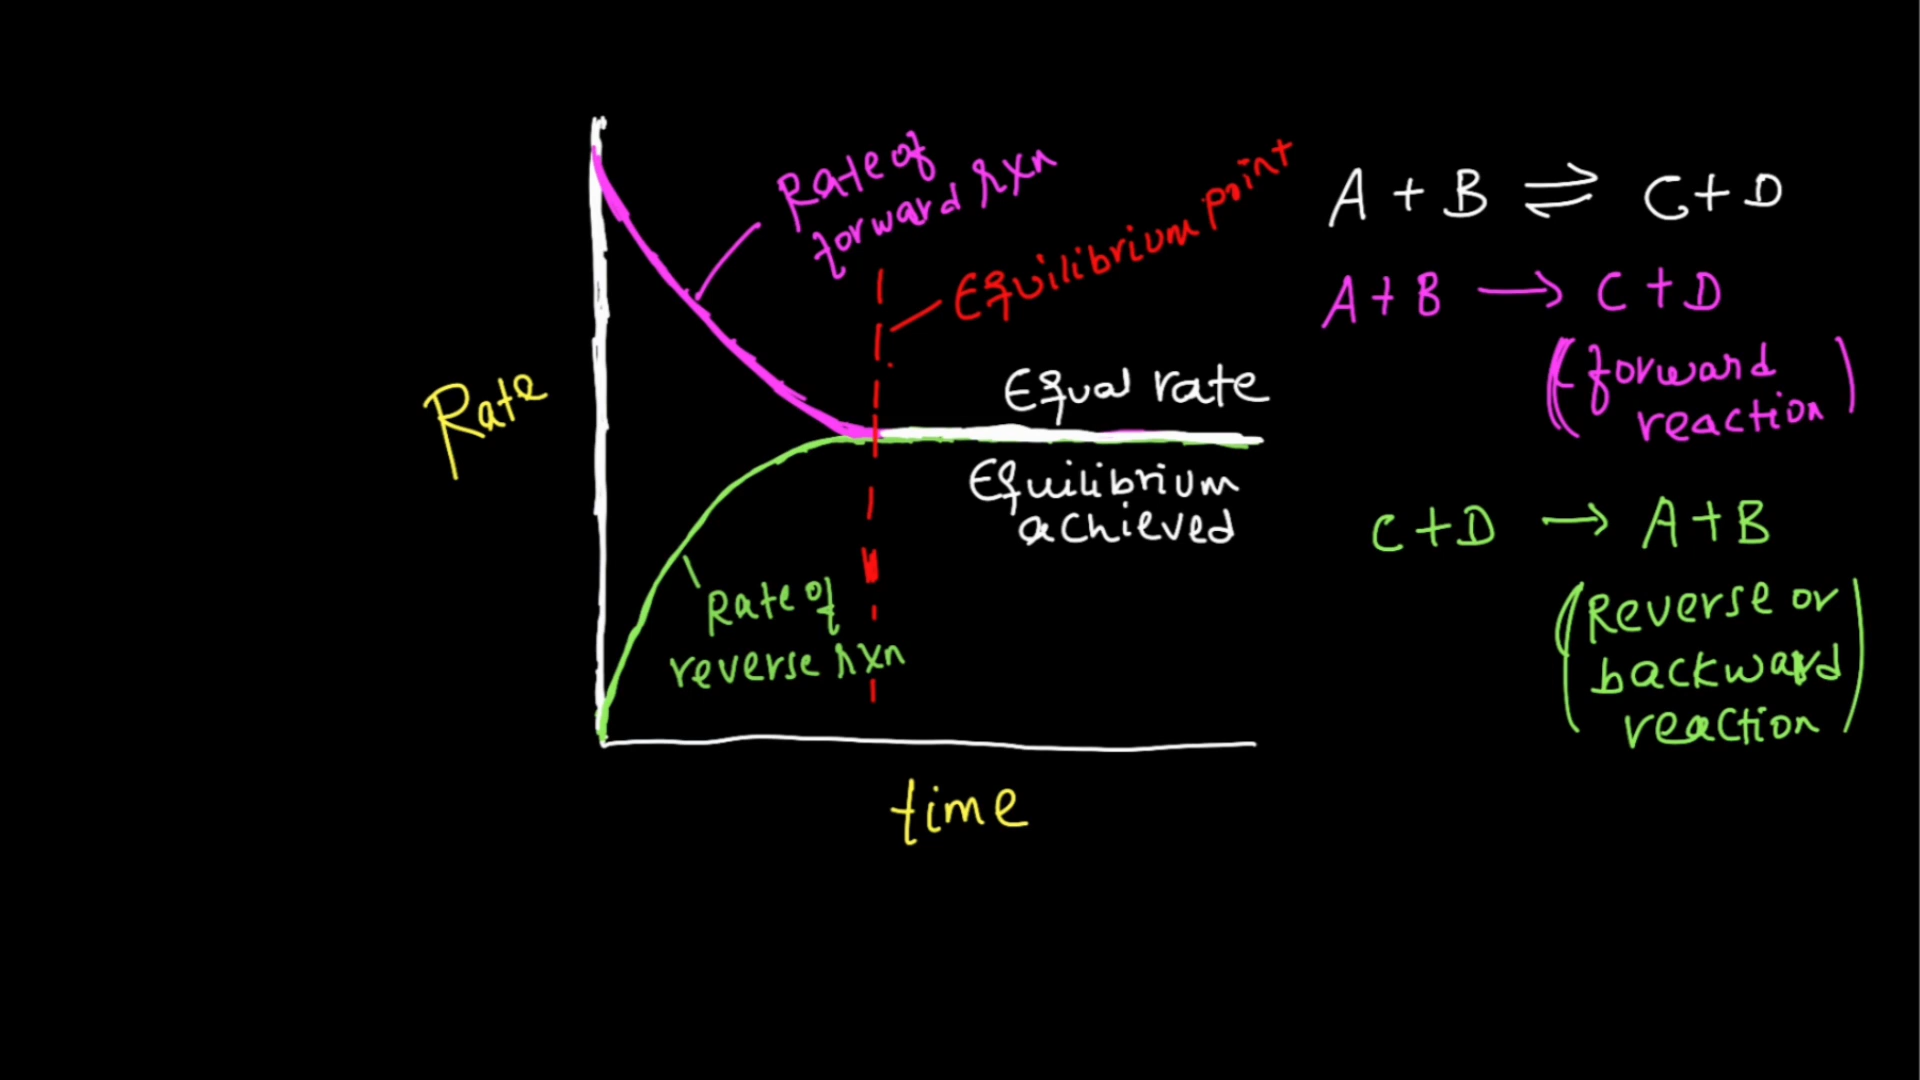 Rate of
forward rxn
Equilibrium point
Rate
Equal rate
Equilibrium
achieved
Rate of
reverse rxn
time
A + B ⇌ C + D
A + B → C + D
(forward
reaction)
C + D → A + B
(Reverse or
backward
reaction)